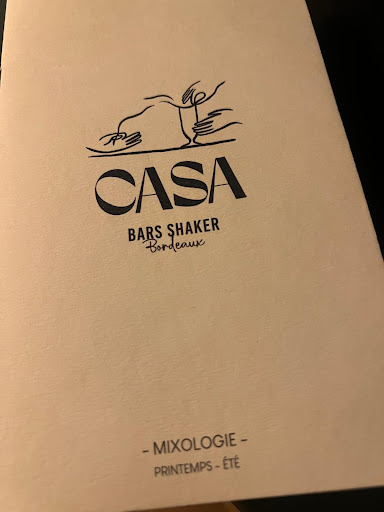 CASA
BARS SHAKER
Bordeaux
- MIXOLOGIE -
PRINTEMPS - ÉTÉ